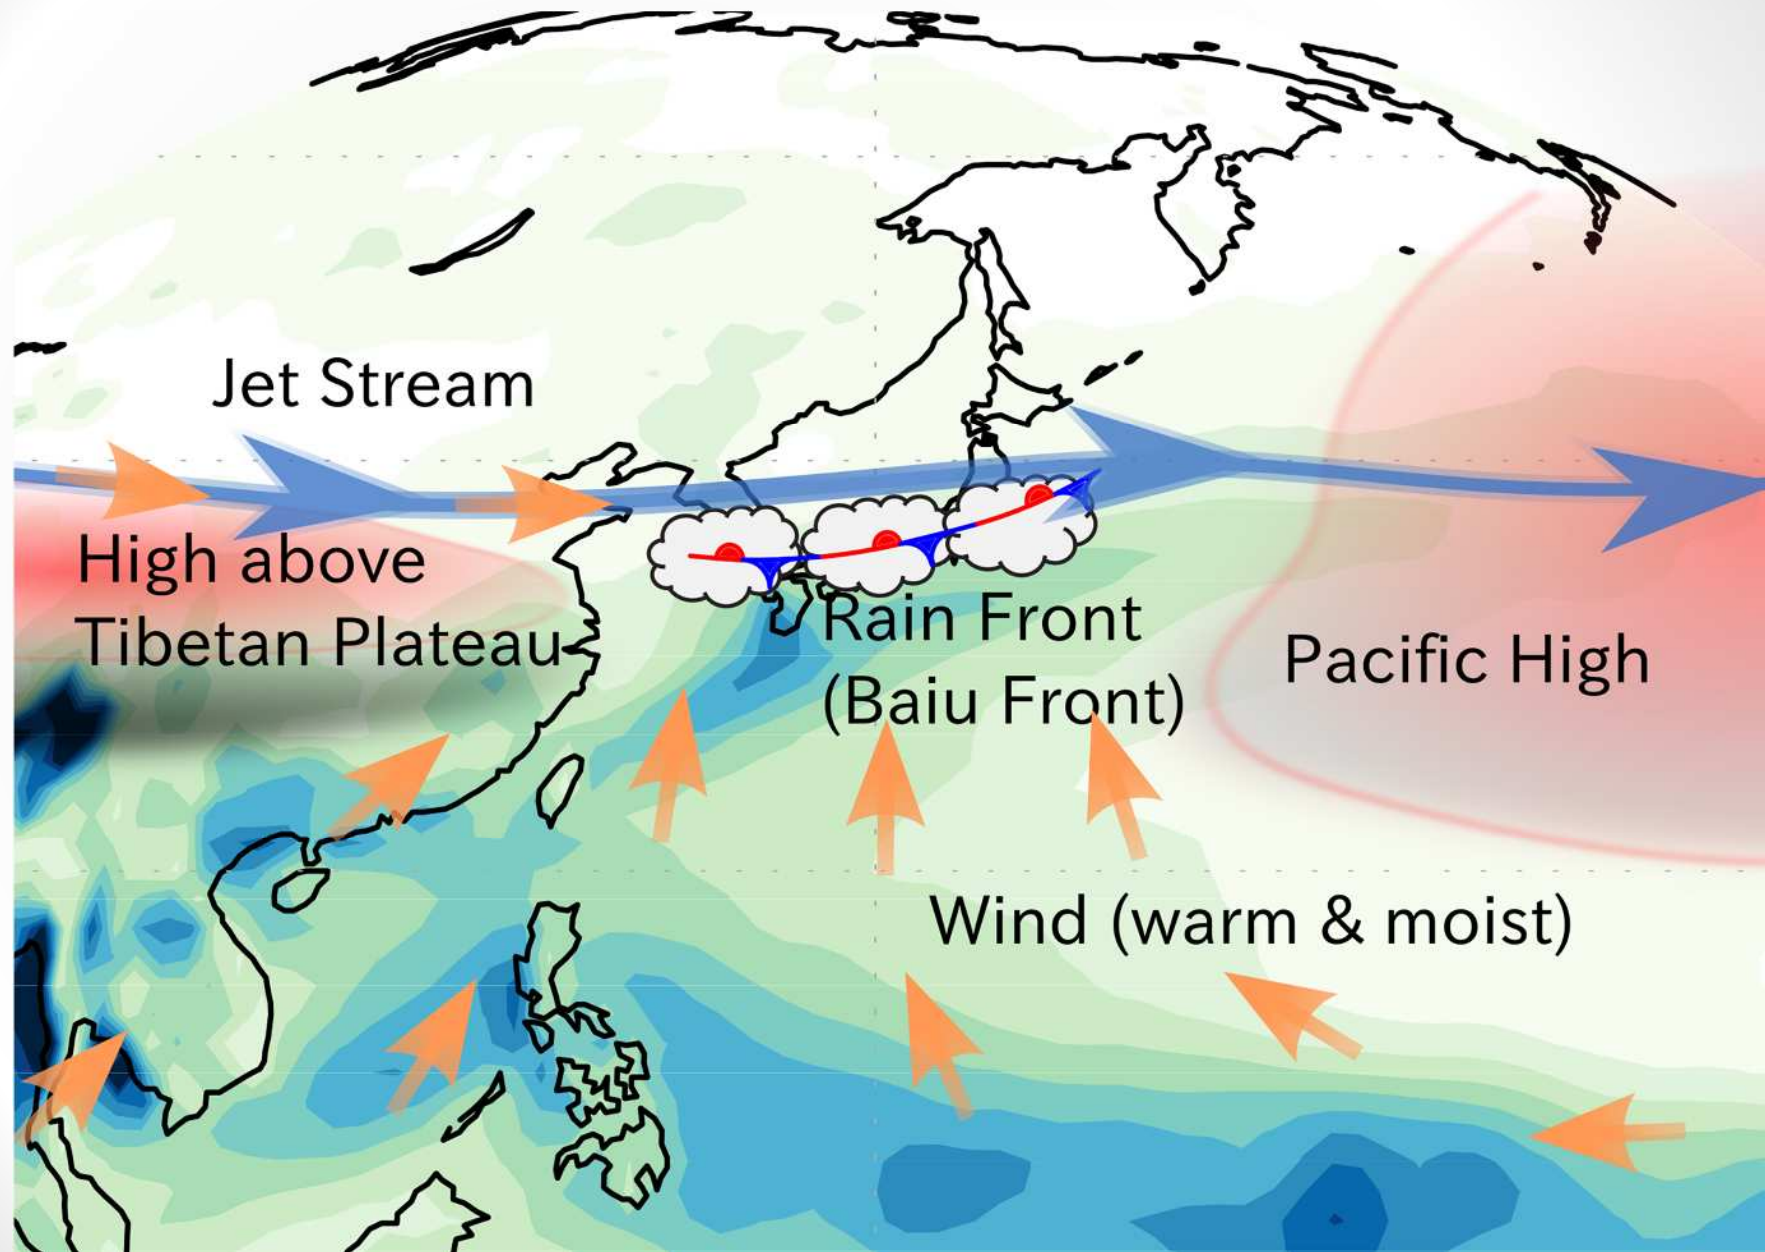 Jet Stream
High above
Tibetan Plateau
Rain Front
(Baiu Front)
Pacific High
Wind (warm & moist)